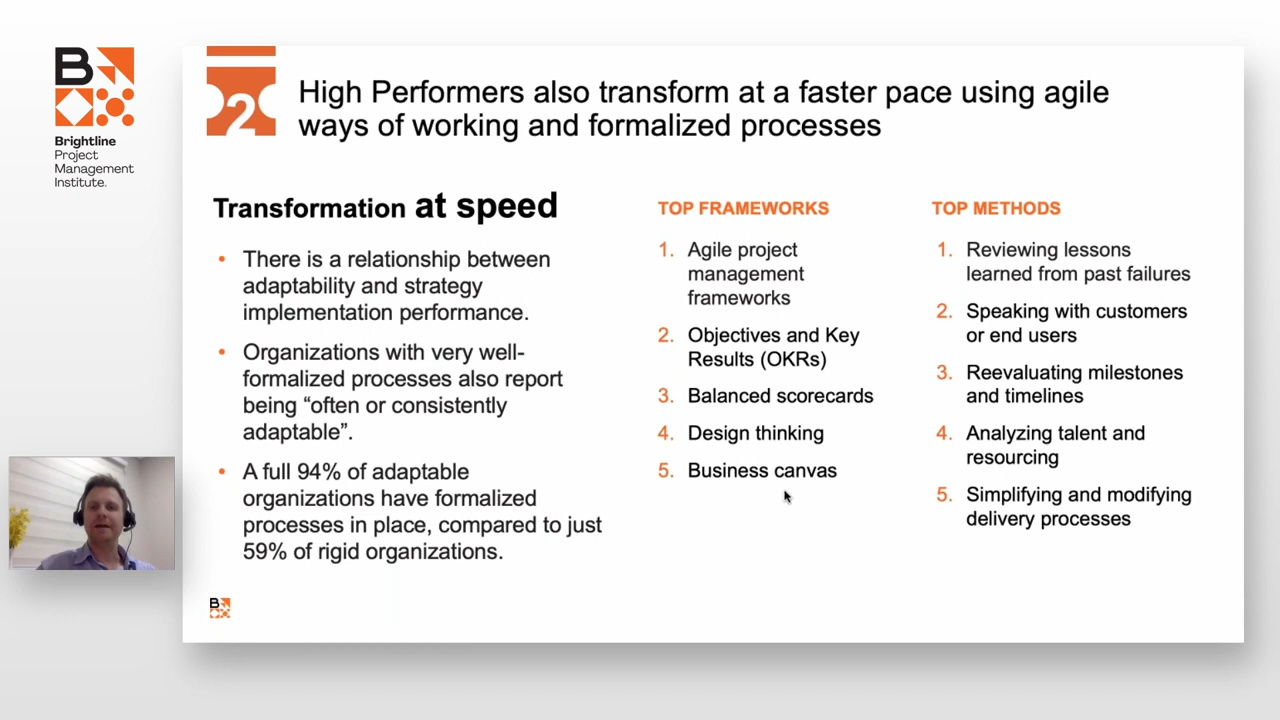 B
Brightline
Project
Management
Institute.
2
High Performers also transform at a faster pace using agile
ways of working and formalized processes
Transformation at speed
• There is a relationship between
adaptability and strategy
implementation performance.
• Organizations with very well-
formalized processes also report
being “often or consistently
adaptable”.
• A full 94% of adaptable
organizations have formalized
processes in place, compared to just
59% of rigid organizations.
TOP FRAMEWORKS
1. Agile project
management
frameworks
2. Objectives and Key
Results (OKRs)
3. Balanced scorecards
4. Design thinking
5. Business canvas
TOP METHODS
1. Reviewing lessons
learned from past failures
2. Speaking with customers
or end users
3. Reevaluating milestones
and timelines
4. Analyzing talent and
resourcing
5. Simplifying and modifying
delivery processes
B